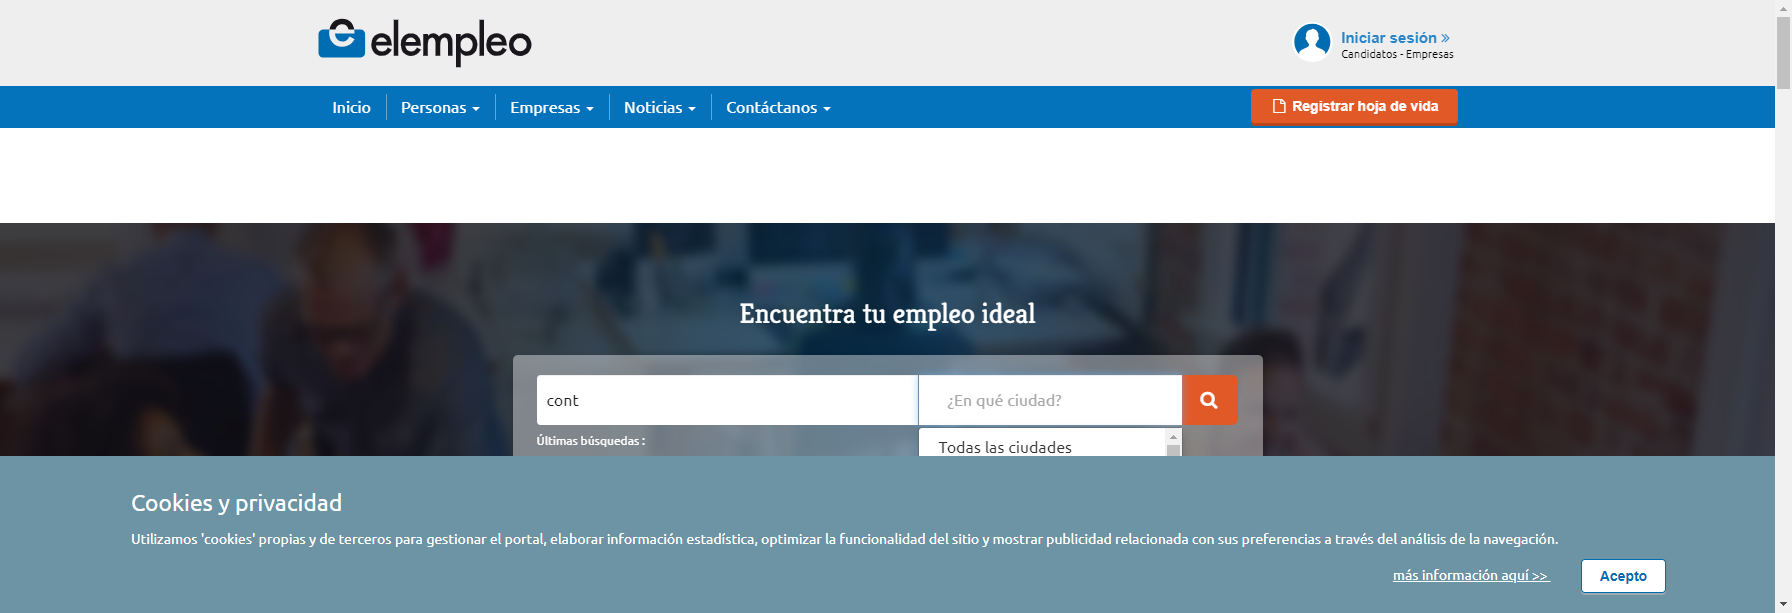 elempleo
Iniciar sesión »
Candidatos - Empresas
Inicio Personas Empresas Noticias Contáctanos
Registrar hoja de vida
Encuentra tu empleo ideal
cont
¿En qué ciudad?
Últimas búsquedas :
Todas las ciudades
Cookies y privacidad
Utilizamos 'cookies' propias y de terceros para gestionar el portal, elaborar información estadística, optimizar la funcionalidad del sitio y mostrar publicidad relacionada con sus preferencias a través del análisis de la navegación.
más información aquí >>
Acepto